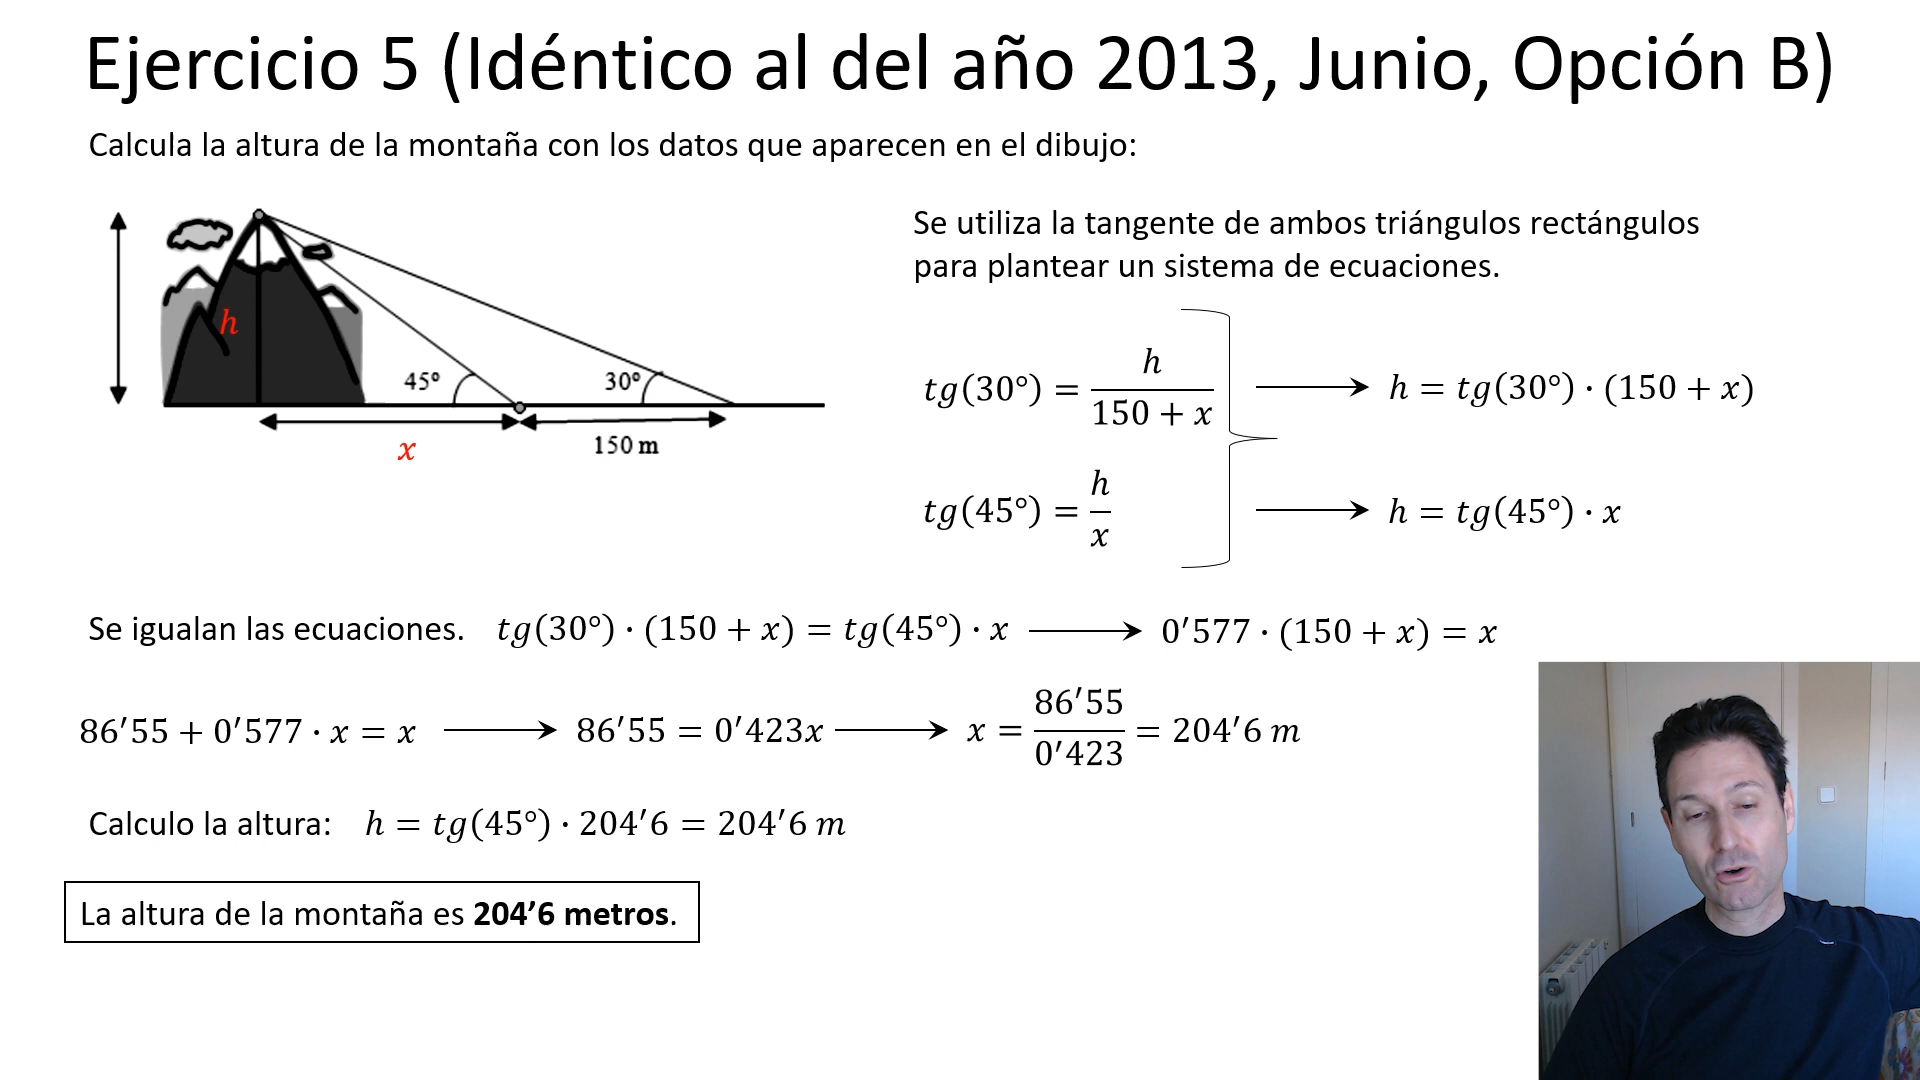 Ejercicio 5 (Idéntico al del año 2013, Junio, Opción B)
Calcula la altura de la montaña con los datos que aparecen en el dibujo:
h
45º
30º
x
150 m
Se utiliza la tangente de ambos triángulos rectángulos
para plantear un sistema de ecuaciones.
tg(30°) = h / (150 + x) → h = tg(30°) · (150 + x)
tg(45°) = h / x → h = tg(45°) · x
Se igualan las ecuaciones. tg(30°) · (150 + x) = tg(45°) · x → 0′577 · (150 + x) = x
86′55 + 0′577 · x = x → 86′55 = 0′423x → x = 86′55 / 0′423 = 204′6 m
Calculo la altura: h = tg(45°) · 204′6 = 204′6 m
La altura de la montaña es 204’6 metros.